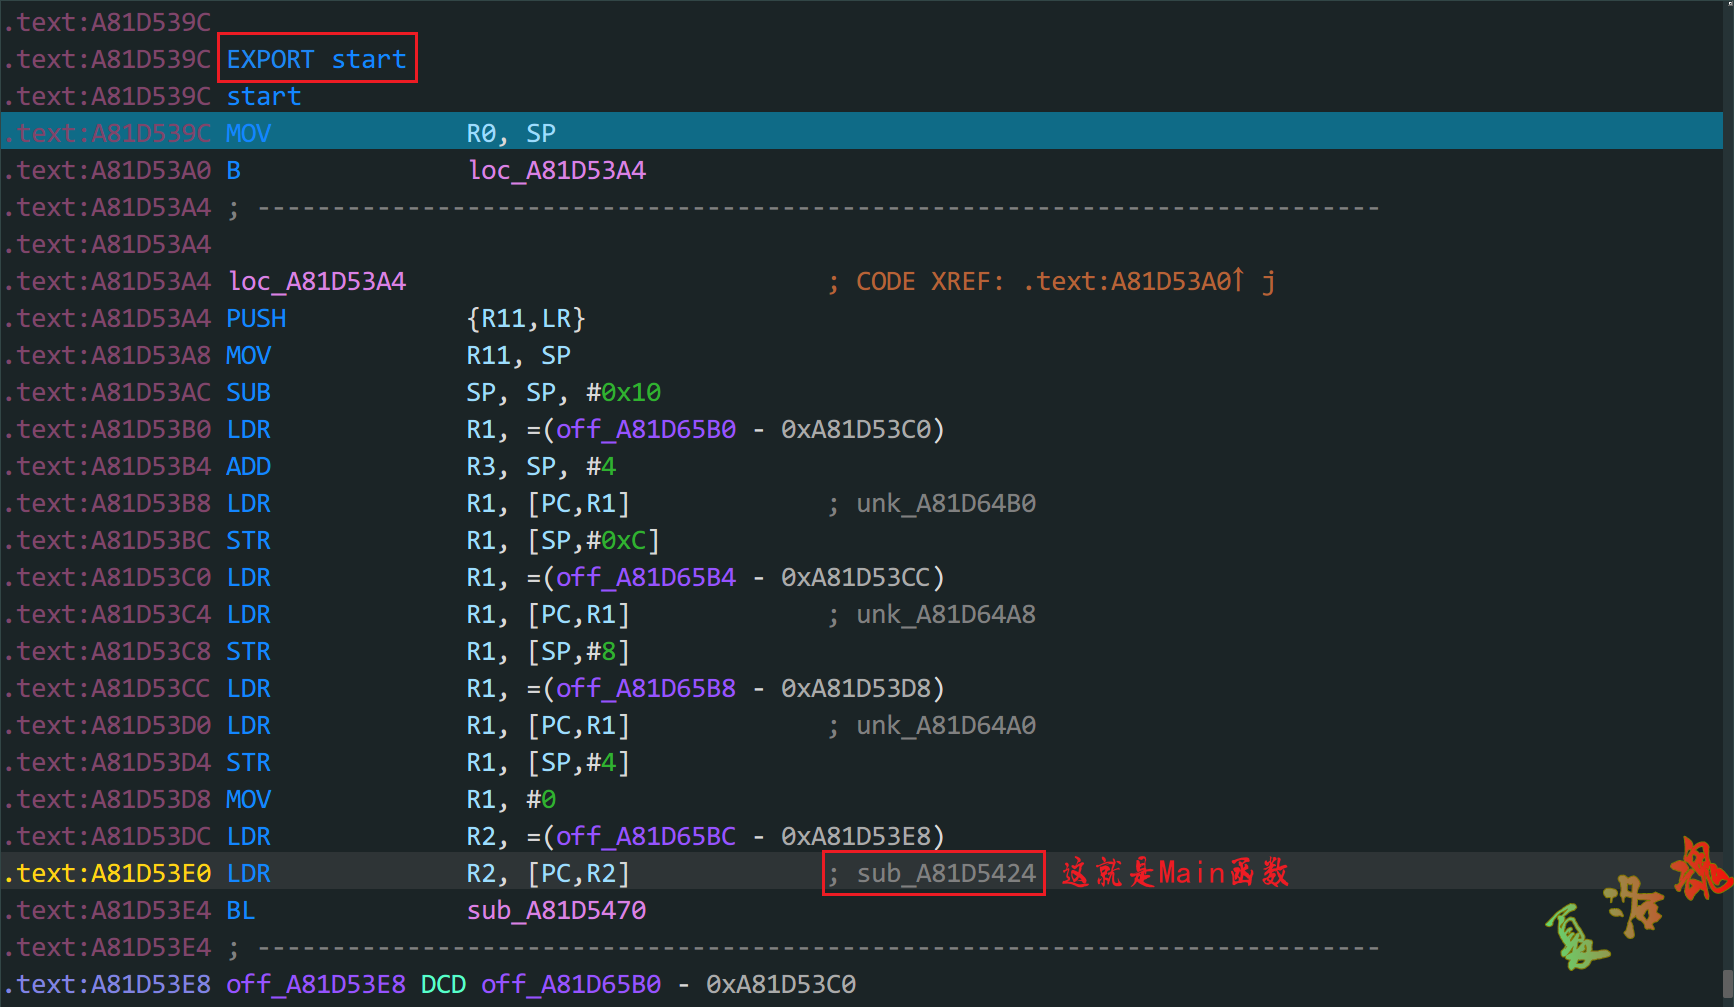 .text:A81D539C
.text:A81D539C EXPORT start
.text:A81D539C start
.text:A81D539C MOV R0, SP
.text:A81D53A0 B loc_A81D53A4
.text:A81D53A4 ; ---------------------------------------------------------------------------
.text:A81D53A4
.text:A81D53A4 loc_A81D53A4 ; CODE XREF: .text:A81D53A0↑ j
.text:A81D53A4 PUSH {R11,LR}
.text:A81D53A8 MOV R11, SP
.text:A81D53AC SUB SP, SP, #0x10
.text:A81D53B0 LDR R1, =(off_A81D65B0 - 0xA81D53C0)
.text:A81D53B4 ADD R3, SP, #4
.text:A81D53B8 LDR R1, [PC,R1] ; unk_A81D64B0
.text:A81D53BC STR R1, [SP,#0xC]
.text:A81D53C0 LDR R1, =(off_A81D65B4 - 0xA81D53CC)
.text:A81D53C4 LDR R1, [PC,R1] ; unk_A81D64A8
.text:A81D53C8 STR R1, [SP,#8]
.text:A81D53CC LDR R1, =(off_A81D65B8 - 0xA81D53D8)
.text:A81D53D0 LDR R1, [PC,R1] ; unk_A81D64A0
.text:A81D53D4 STR R1, [SP,#4]
.text:A81D53D8 MOV R1, #0
.text:A81D53DC LDR R2, =(off_A81D65BC - 0xA81D53E8)
.text:A81D53E0 LDR R2, [PC,R2] ; sub_A81D5424 这就是Main函数
.text:A81D53E4 BL sub_A81D5470
.text:A81D53E4 ; ---------------------------------------------------------------------------
.text:A81D53E8 off_A81D53E8 DCD off_A81D65B0 - 0xA81D53C0
夏洛